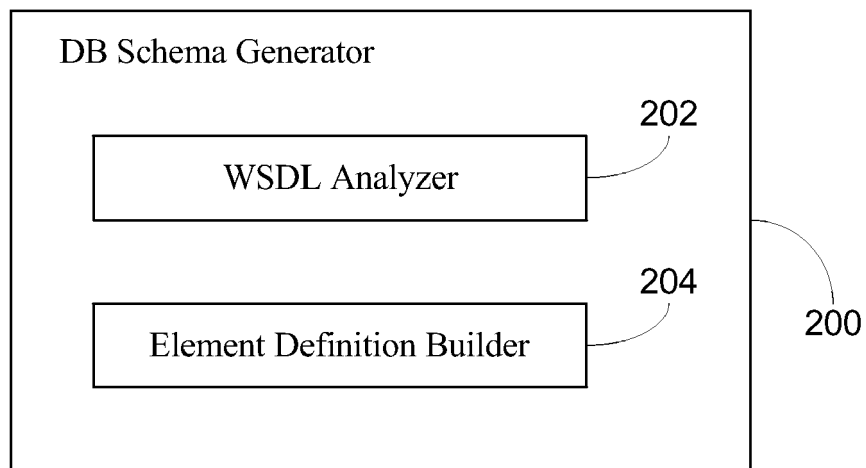 DB Schema Generator
202
WSDL Analyzer
204
Element Definition Builder
200